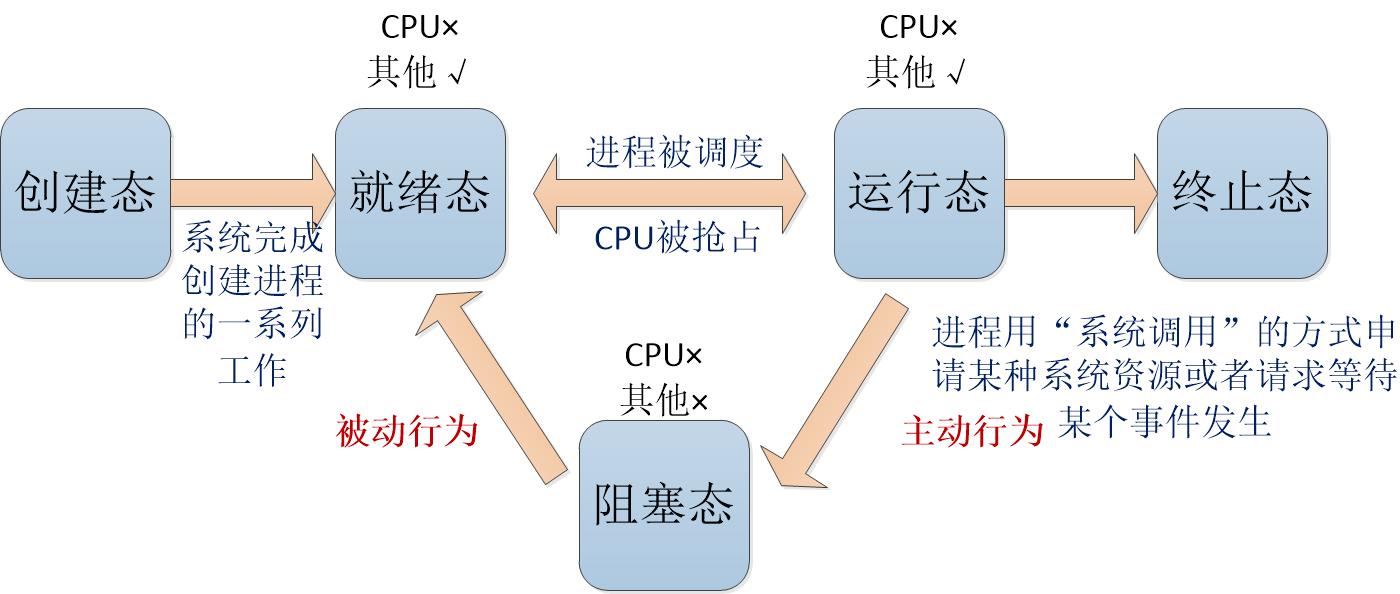 CPU×
其他 √
CPU×
其他 √
创建态
就绪态
进程被调度
CPU被抢占
运行态
终止态
系统完成
创建进程
的一系列
工作
被动行为
CPU×
其他×
阻塞态
主动行为
进程用“系统调用”的方式申
请某种系统资源或者请求等待
某个事件发生